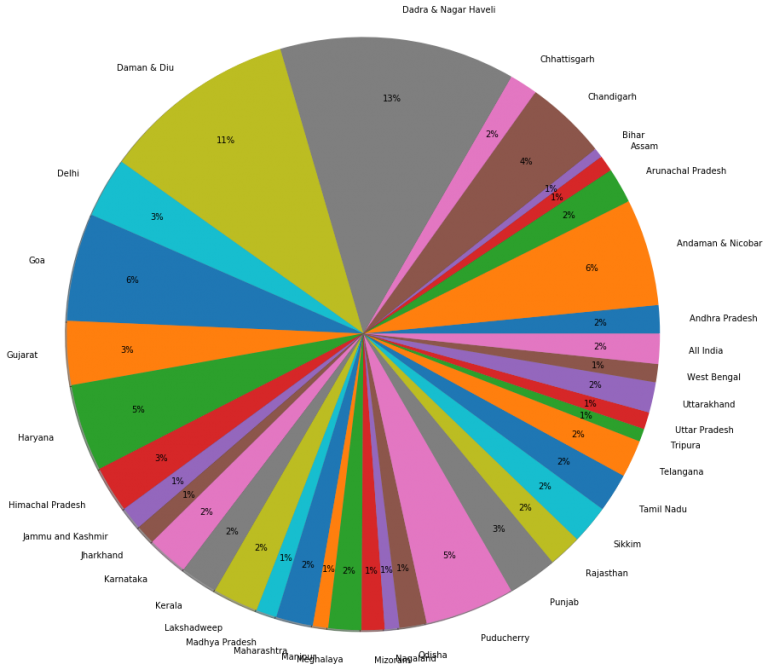 Dadra & Nagar Haveli
13%
Chhattisgarh
2%
Chandigarh
4%
Bihar
1%
Assam
1%
Arunachal Pradesh
2%
Andaman & Nicobar
6%
Andhra Pradesh
2%
All India
2%
West Bengal
1%
Uttarakhand
2%
Uttar Pradesh
1%
Tripura
1%
Telangana
2%
Tamil Nadu
2%
Sikkim
2%
Rajasthan
2%
Punjab
3%
Puducherry
5%
Odisha
1%
Nagaland
1%
Mizoram
1%
Meghalaya
2%
Manipur
1%
Maharashtra
2%
Madhya Pradesh
1%
Lakshadweep
2%
Kerala
2%
Karnataka
2%
Jharkhand
1%
Jammu and Kashmir
1%
Himachal Pradesh
3%
Haryana
5%
Gujarat
3%
Goa
6%
Delhi
3%
Daman & Diu
11%